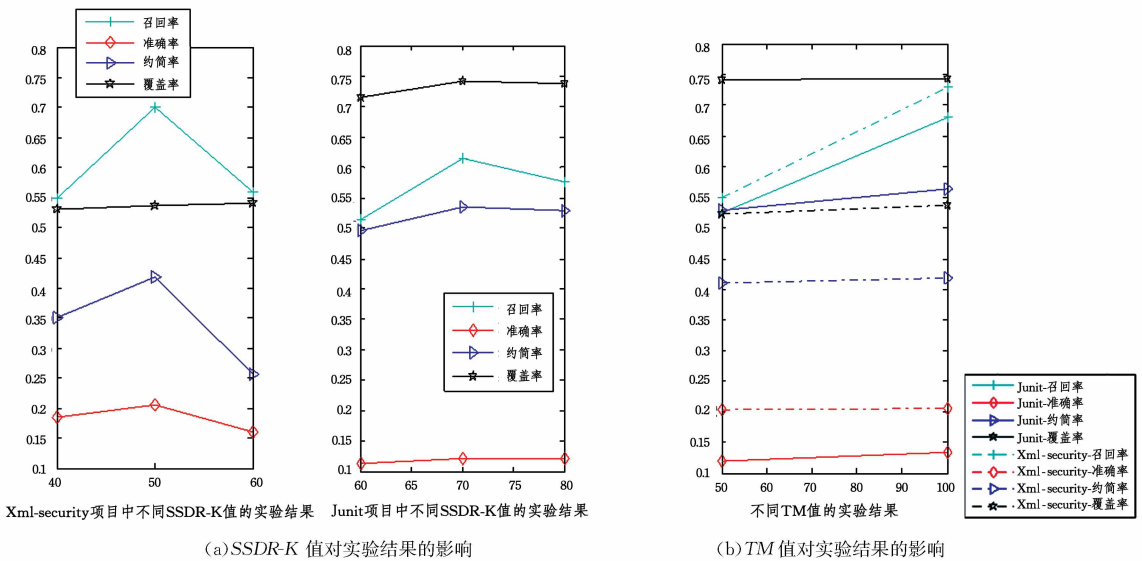 召回率
准确率
约简率
覆盖率
0.8
0.75
0.7
0.65
0.6
0.55
0.5
0.45
0.4
0.35
0.3
0.25
0.2
0.15
0.1
40
50
60
Xml-security项目中不同SSDR-K值的实验结果
0.8
0.75
0.7
0.65
0.6
0.55
0.5
0.45
0.4
0.35
0.3
0.25
0.2
0.15
0.1
召回率
准确率
约简率
覆盖率
60
65
70
75
80
Junit项目中不同SSDR-K值的实验结果
(a) SSDR-K 值对实验结果的影响
0.8
0.75
0.7
0.65
0.6
0.55
0.5
0.45
0.4
0.35
0.3
0.25
0.2
0.15
0.1
50
60
70
80
90
100
不同TM值的实验结果
Junit-召回率
Junit-准确率
Junit-约简率
Junit-覆盖率
Xml-security-召回率
Xml-security-准确率
Xml-security-约简率
Xml-security-覆盖率
(b) TM 值对实验结果的影响